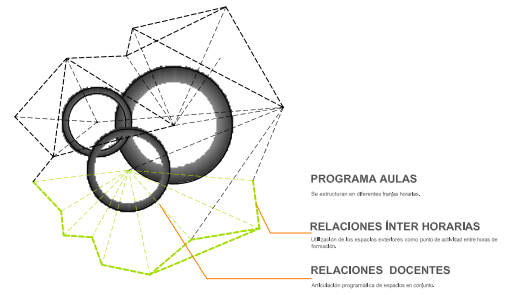 PROGRAMA AULAS
Se estructuran en diferentes franjas horarias.
RELACIONES ÍNTER HORARIAS
Utilización de los espacios exteriores como punto de actividad entre horas de
formación.
RELACIONES DOCENTES
Articulación programática de espacios en conjunto.